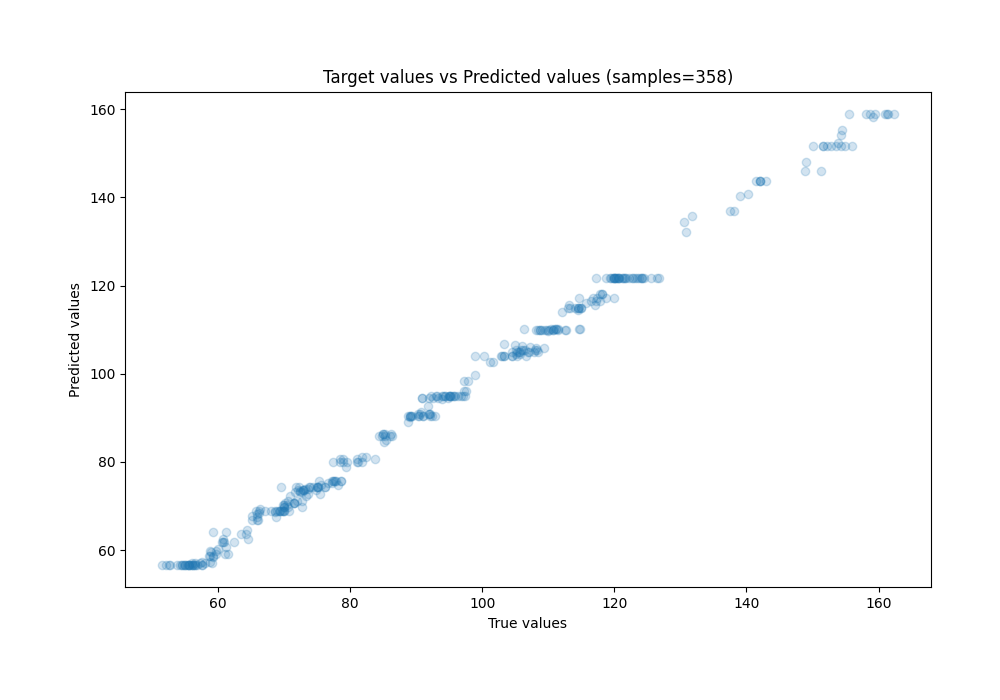 Target values vs Predicted values (samples=358)
160
140
120
100
80
60
Predicted values
60 80 100 120 140 160
True values